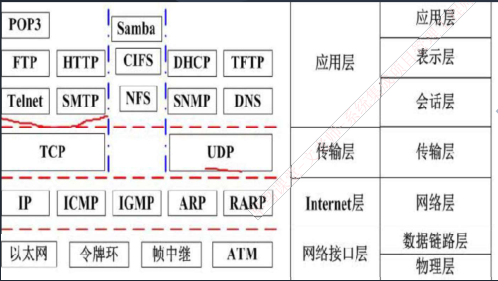 POP3 Samba 应用层
FTP HTTP CIFS DHCP TFTP 应用层 表示层
Telnet SMTP NFS SNMP DNS 会话层
TCP UDP 传输层 传输层
IP ICMP IGMP ARP RARP Internet层 网络层
以太网 令牌环 帧中继 ATM 网络接口层 数据链路层
物理层